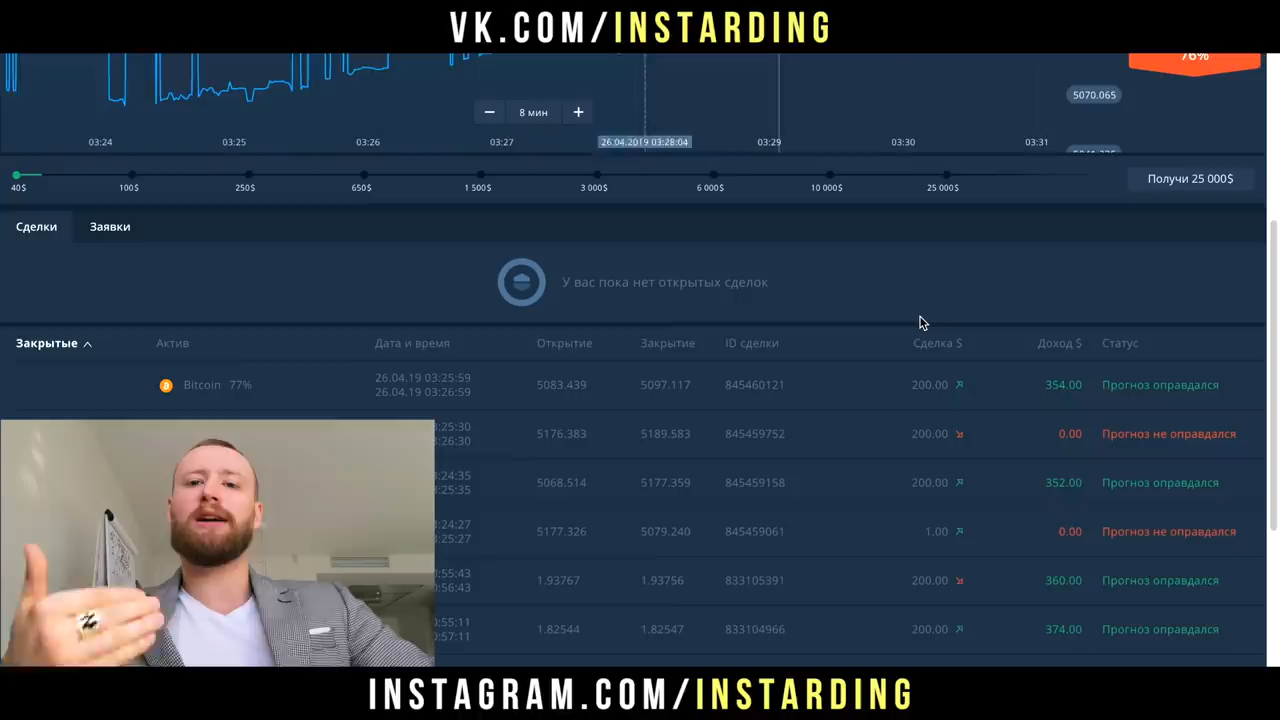 VK.COM/INSTARDING
76%
5070.065
8 мин
03:24 03:25 03:26 03:27 26.04.2019 03:28:04 03:29 03:30 03:31
40$ 100$ 250$ 650$ 1 500$ 3 000$ 6 000$ 10 000$ 25 000$ Получи 25 000$
Сделки Заявки
У вас пока нет открытых сделок
Закрытые Актив Дата и время Открытие Закрытие ID сделки Сделка $ Доход $ Статус
Bitcoin 77% 26.04.19 03:25:59 5083.439 5097.117 845460121 200.00 354.00 Прогноз оправдался
26.04.19 03:26:59
:25:30 5176.383 5189.583 845459752 200.00 0.00 Прогноз не оправдался
:26:30
:24:35 5068.514 5177.359 845459158 200.00 352.00 Прогноз оправдался
:25:35
:24:27 5177.326 5079.240 845459061 1.00 0.00 Прогноз не оправдался
:25:27
:55:43 1.93767 1.93756 833105391 200.00 360.00 Прогноз оправдался
:56:43
:55:11 1.82544 1.82547 833104966 200.00 374.00 Прогноз оправдался
:57:11
INSTAGRAM.COM/INSTARDING